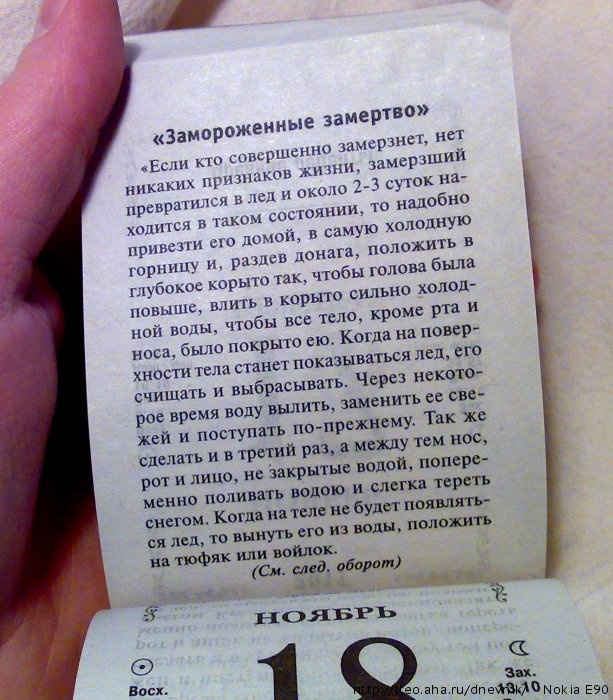 «Замороженные замертво»
«Если кто совершенно замерзнет, нет
никаких признаков жизни, замерзший
превратился в лед и около 2-3 суток на-
ходится в таком состоянии, то надобно
привезти его домой, в самую холодную
горницу и, раздев донага, положить в
глубокое корыто так, чтобы голова была
повыше, влить в корыто сильно холод-
ной воды, чтобы все тело, кроме рта и
носа, было покрыто ею. Когда на повер-
хности тела станет показываться лед, его
счищать и выбрасывать. Через некото-
рое время воду вылить, заменить ее све-
жей и поступать по-прежнему. Так же
сделать и в третий раз, а между тем нос,
рот и лицо, не закрытые водой, попере-
менно поливать водою и слегка тереть
снегом. Когда на теле не будет появлять-
ся лед, то вынуть его из воды, положить
на тюфяк или войлок.
(См. след. оборот)
НОЯБРЬ
18
Восх.
Зах.
13.10
Nokia E90